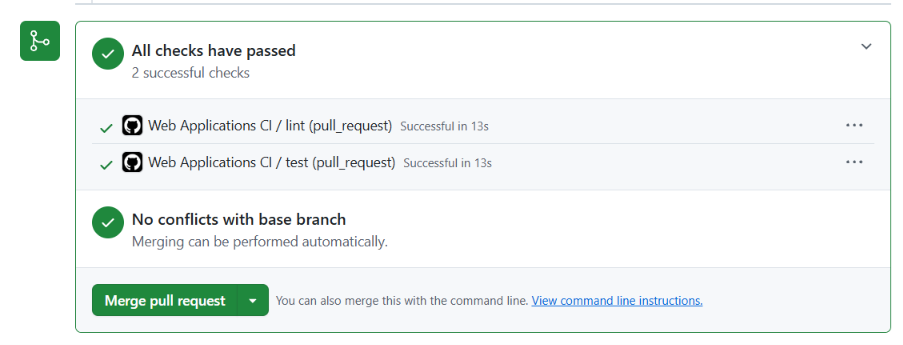 All checks have passed
2 successful checks
Web Applications CI / lint (pull_request) Successful in 13s
Web Applications CI / test (pull_request) Successful in 13s
No conflicts with base branch
Merging can be performed automatically.
Merge pull request You can also merge this with the command line. View command line instructions.